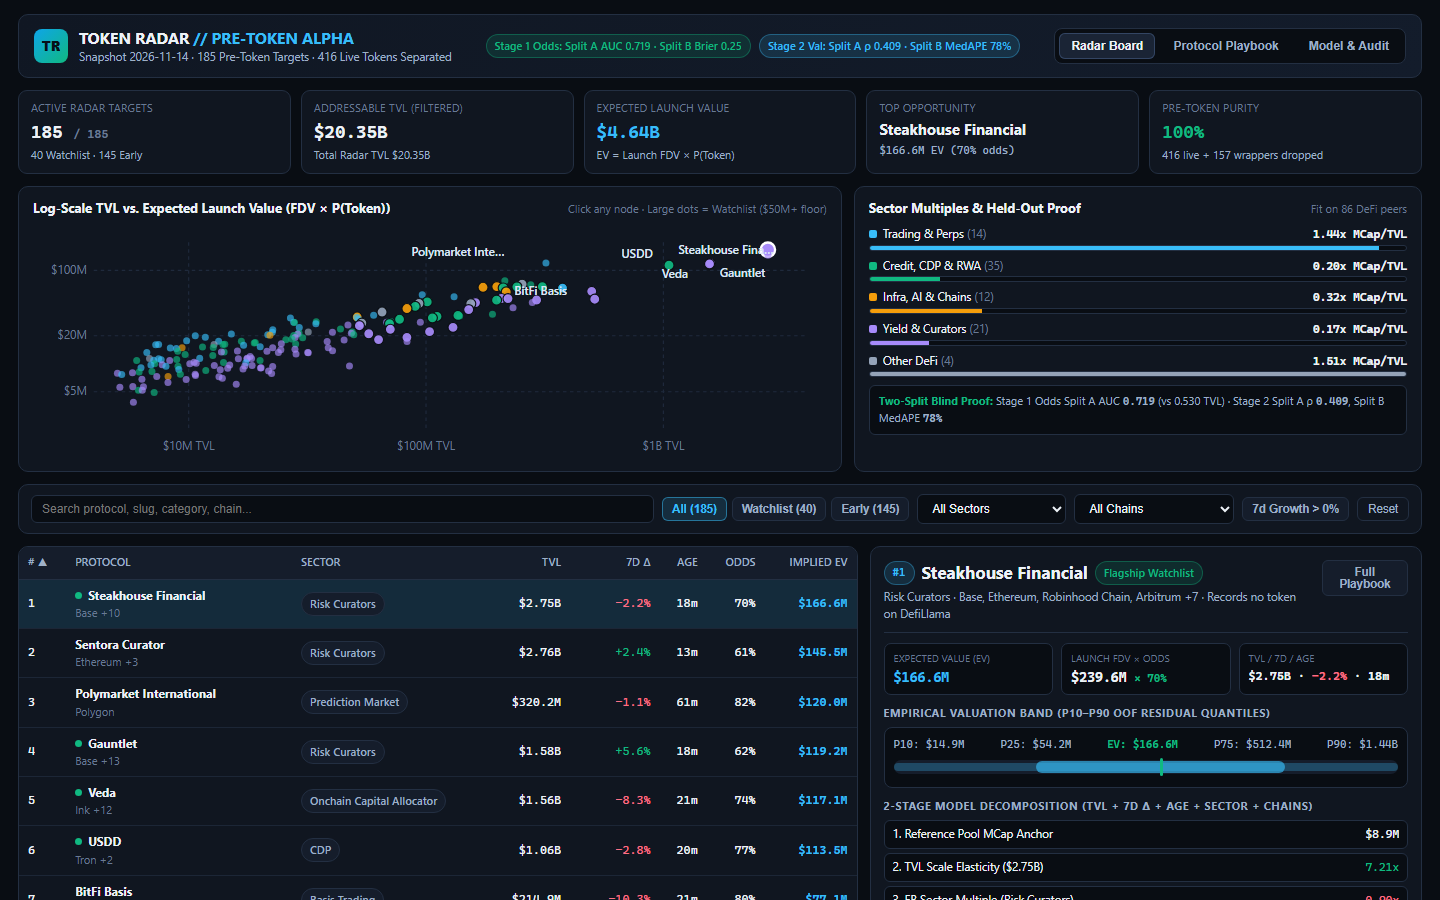 TR
TOKEN RADAR // PRE-TOKEN ALPHA
Snapshot 2026-11-14 · 185 Pre-Token Targets · 416 Live Tokens Separated
Stage 1 Odds: Split A AUC 0.719 · Split B Brier 0.25
Stage 2 Val: Split A ρ 0.409 · Split B MedAPE 78%
Radar Board
Protocol Playbook
Model & Audit
ACTIVE RADAR TARGETS
185 / 185
40 Watchlist · 145 Early
ADDRESSABLE TVL (FILTERED)
$20.35B
Total Radar TVL $20.35B
EXPECTED LAUNCH VALUE
$4.64B
EV = Launch FDV × P(Token)
TOP OPPORTUNITY
Steakhouse Financial
$166.6M EV (70% odds)
PRE-TOKEN PURITY
100%
416 live + 157 wrappers dropped
Log-Scale TVL vs. Expected Launch Value (FDV × P(Token))
Click any node · Large dots = Watchlist ($50M+ floor)
Polymarket Inte...
USDD
Steakhouse Fina
Veda
Gauntlet
BitFi Basis
$100M
$20M
$5M
$10M TVL
$100M TVL
$1B TVL
Sector Multiples & Held-Out Proof
Fit on 86 DeFi peers
Trading & Perps (14)
1.44x MCap/TVL
Credit, CDP & RWA (35)
0.20x MCap/TVL
Infra, AI & Chains (12)
0.32x MCap/TVL
Yield & Curators (21)
0.17x MCap/TVL
Other DeFi (4)
1.51x MCap/TVL
Two-Split Blind Proof: Stage 1 Odds Split A AUC 0.719 (vs 0.530 TVL) · Stage 2 Split A ρ 0.409, Split B
MedAPE 78%
Search protocol, slug, category, chain...
All (185)
Watchlist (40)
Early (145)
All Sectors
All Chains
7d Growth > 0%
Reset
# ▲ PROTOCOL SECTOR TVL 7D Δ AGE ODDS IMPLIED EV
1 Steakhouse Financial Risk Curators $2.75B −2.2% 18m 70% $166.6M
Base +10
2 Sentora Curator Risk Curators $2.76B +2.4% 13m 61% $145.5M
Ethereum +3
3 Polymarket International Prediction Market $320.2M −1.1% 61m 82% $120.0M
Polygon
4 Gauntlet Risk Curators $1.58B +5.6% 18m 62% $119.2M
Base +13
5 Veda Onchain Capital Allocator $1.56B −8.3% 21m 74% $117.1M
Ink +12
6 USDD CDP $1.06B −2.8% 20m 77% $113.5M
Tron +2
7 BitFi Basis Basis Trading $214.9M −10.3% 21m 80% $77.1M
#1 Steakhouse Financial Flagship Watchlist
Full
Playbook
Risk Curators · Base, Ethereum, Robinhood Chain, Arbitrum +7 · Records no token
on DefiLlama
EXPECTED VALUE (EV)
$166.6M
LAUNCH FDV × ODDS
$239.6M × 70%
TVL / 7D / AGE
$2.75B · −2.2% · 18m
EMPIRICAL VALUATION BAND (P10–P90 OOF RESIDUAL QUANTILES)
P10: $14.9M P25: $54.2M EV: $166.6M P75: $512.4M P90: $1.44B
2-STAGE MODEL DECOMPOSITION (TVL + 7D Δ + AGE + SECTOR + CHAINS)
1. Reference Pool MCap Anchor $8.9M
2. TVL Scale Elasticity ($2.75B) 7.21x
3. EB Sector Multiple (Risk Curators) 0.90x